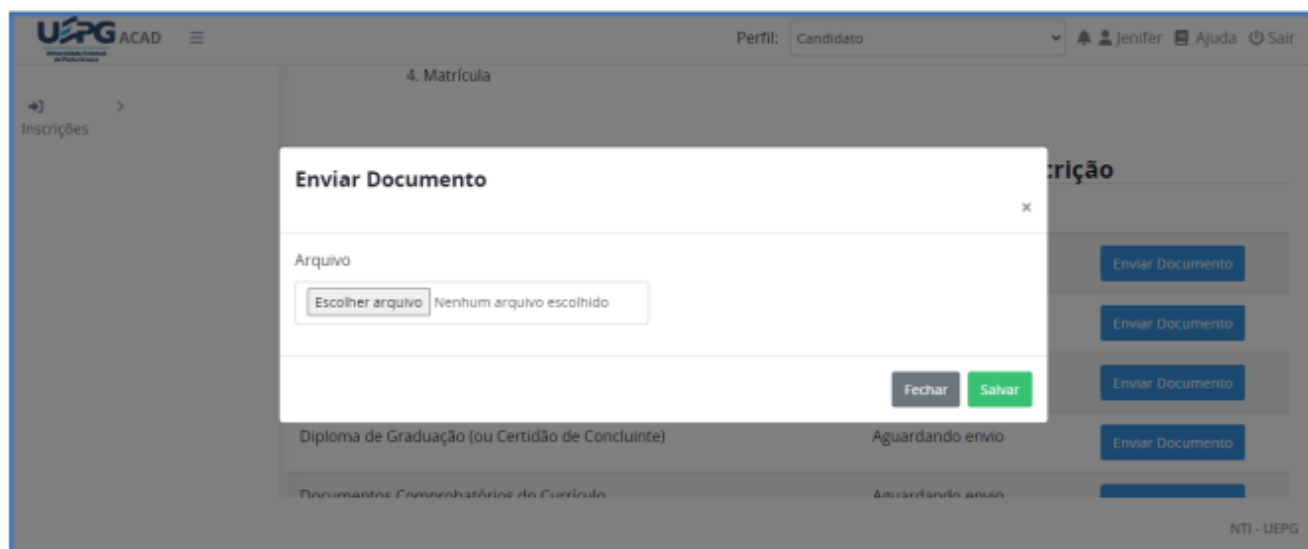 UEPG ACAD
Perfil: Candidato Jenifer Ajuda Sair
4. Matrícula
Inscrições
crição
Enviar Documento
×
Enviar Documento
Arquivo
Escolher arquivo Nenhum arquivo escolhido
Enviar Documento
Enviar Documento
Fechar Salvar
Diploma de Graduação (ou Certidão de Concluinte) Aguardando envio Enviar Documento
Documentos Comprobatórios do Currículo Aguardando envio
NTI - UEPG